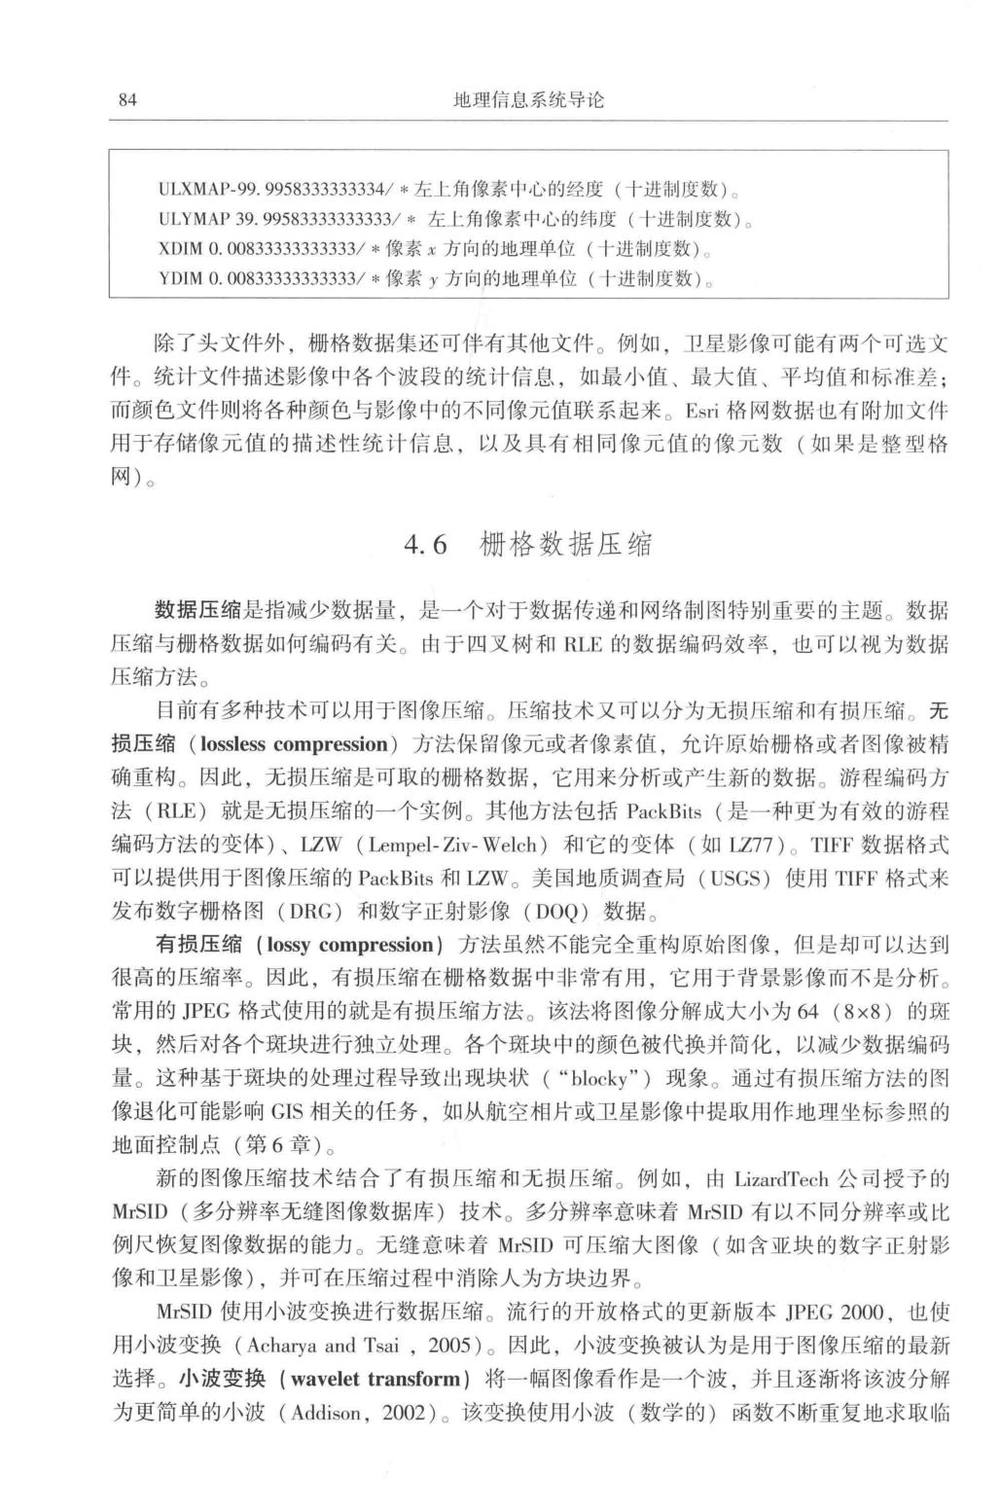 84
地理信息系统导论
ULXMAP-99. 9958333333334/ * 左上角像素中心的经度（十进制度数）。
ULYMAP 39. 99583333333333/ * 左上角像素中心的纬度（十进制度数）。
XDIM 0. 00833333333333/ * 像素 x 方向的地理单位（十进制度数）。
YDIM 0. 00833333333333/ * 像素 y 方向的地理单位（十进制度数）。
除了头文件外，栅格数据集还可伴有其他文件。例如，卫星影像可能有两个可选文
件。统计文件描述影像中各个波段的统计信息，如最小值、最大值、平均值和标准差；
而颜色文件则将各种颜色与影像中的不同像元值联系起来。Esri 格网数据也有附加文件
用于存储像元值的描述性统计信息，以及具有相同像元值的像元数（如果是整型格
网）。
4. 6 栅格数据压缩
数据压缩是指减少数据量，是一个对于数据传递和网络制图特别重要的主题。数据
压缩与栅格数据如何编码有关。由于四叉树和 RLE 的数据编码效率，也可以视为数据
压缩方法。
目前有多种技术可以用于图像压缩。压缩技术又可以分为无损压缩和有损压缩。无
损压缩（lossless compression）方法保留像元或者像素值，允许原始栅格或者图像被精
确重构。因此，无损压缩是可取的栅格数据，它用来分析或产生新的数据。游程编码方
法（RLE）就是无损压缩的一个实例。其他方法包括 PackBits（是一种更为有效的游程
编码方法的变体）、LZW（Lempel-Ziv-Welch）和它的变体（如 LZ77）。TIFF 数据格式
可以提供用于图像压缩的 PackBits 和 LZW。美国地质调查局（USGS）使用 TIFF 格式来
发布数字栅格图（DRG）和数字正射影像（DOQ）数据。
有损压缩（lossy compression）方法虽然不能完全重构原始图像，但是却可以达到
很高的压缩率。因此，有损压缩在栅格数据中非常有用，它用于背景影像而不是分析。
常用的 JPEG 格式使用的就是有损压缩方法。该法将图像分解成大小为 64（8×8）的斑
块，然后对各个斑块进行独立处理。各个斑块中的颜色被代换并简化，以减少数据编码
量。这种基于斑块的处理过程导致出现块状（“blocky”）现象。通过有损压缩方法的图
像退化可能影响 GIS 相关的任务，如从航空相片或卫星影像中提取用作地理坐标参照的
地面控制点（第 6 章）。
新的图像压缩技术结合了有损压缩和无损压缩。例如，由 LizardTech 公司授予的
MrSID（多分辨率无缝图像数据库）技术。多分辨率意味着 MrSID 有以不同分辨率或比
例尺恢复图像数据的能力。无缝意味着 MrSID 可压缩大图像（如含亚块的数字正射影
像和卫星影像），并可在压缩过程中消除人为方块边界。
MrSID 使用小波变换进行数据压缩。流行的开放格式的更新版本 JPEG 2000，也使
用小波变换（Acharya and Tsai ，2005）。因此，小波变换被认为是用于图像压缩的最新
选择。小波变换（wavelet transform）将一幅图像看作是一个波，并且逐渐将该波分解
为更简单的小波（Addison，2002）。该变换使用小波（数学的）函数不断重复地求取临